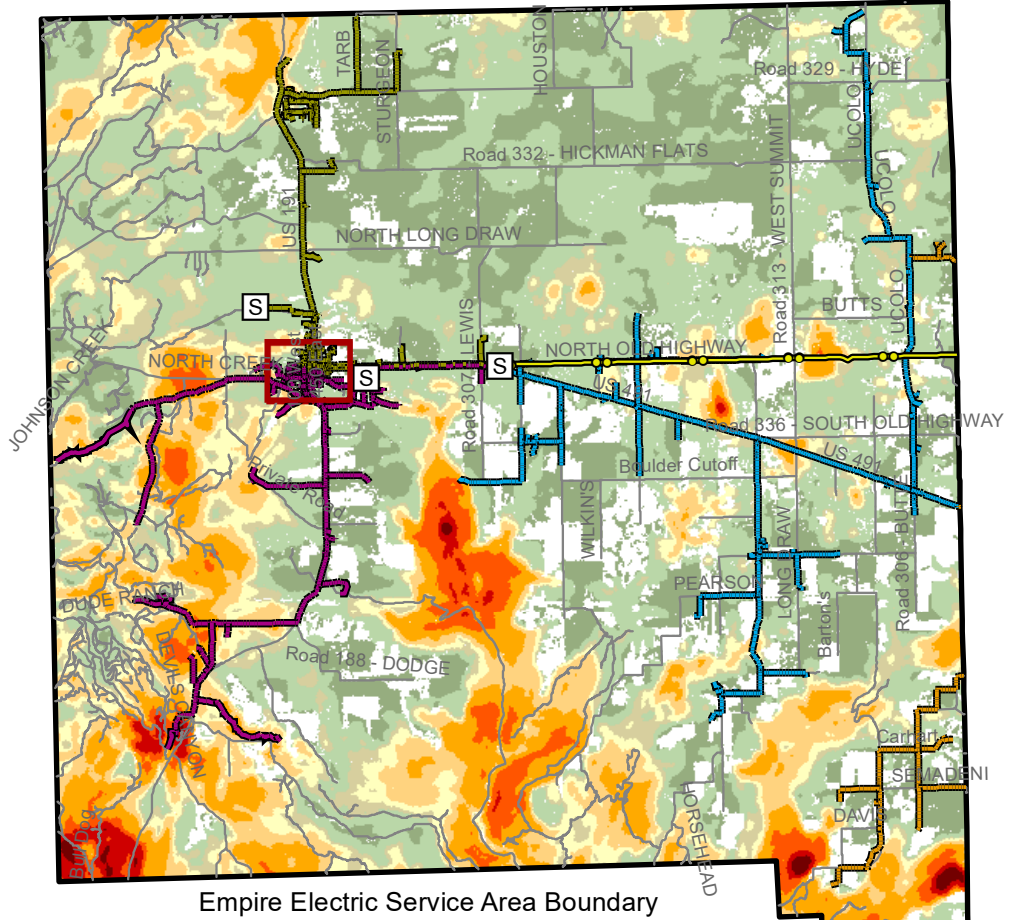 TARB
STURGEON
HOUSTON
Road 329 - HYDE
UCOLO
UCOLO
Road 332 - HICKMAN FLATS
Road 313 - WEST SUMMIT
US 191
NORTH LONG DRAW
UCOLO
BUTTS
S
LEWIS
JOHNSON CREEK
NORTH CREEK
S
S
NORTH OLD HIGHWAY
US 491
Road 307
Road 336 - SOUTH OLD HIGHWAY
US 491
Private Road
Boulder Cutoff
WILKIN'S
LONG DRAW
Road 306 - BUTTE
PEARSON
DUDE RANCH
Barton's
DEVILS CANYON
Road 188 - DODGE
Carhart
SEMADENI
DAVIS
HORSEHEAD
Bulldog
Empire Electric Service Area Boundary